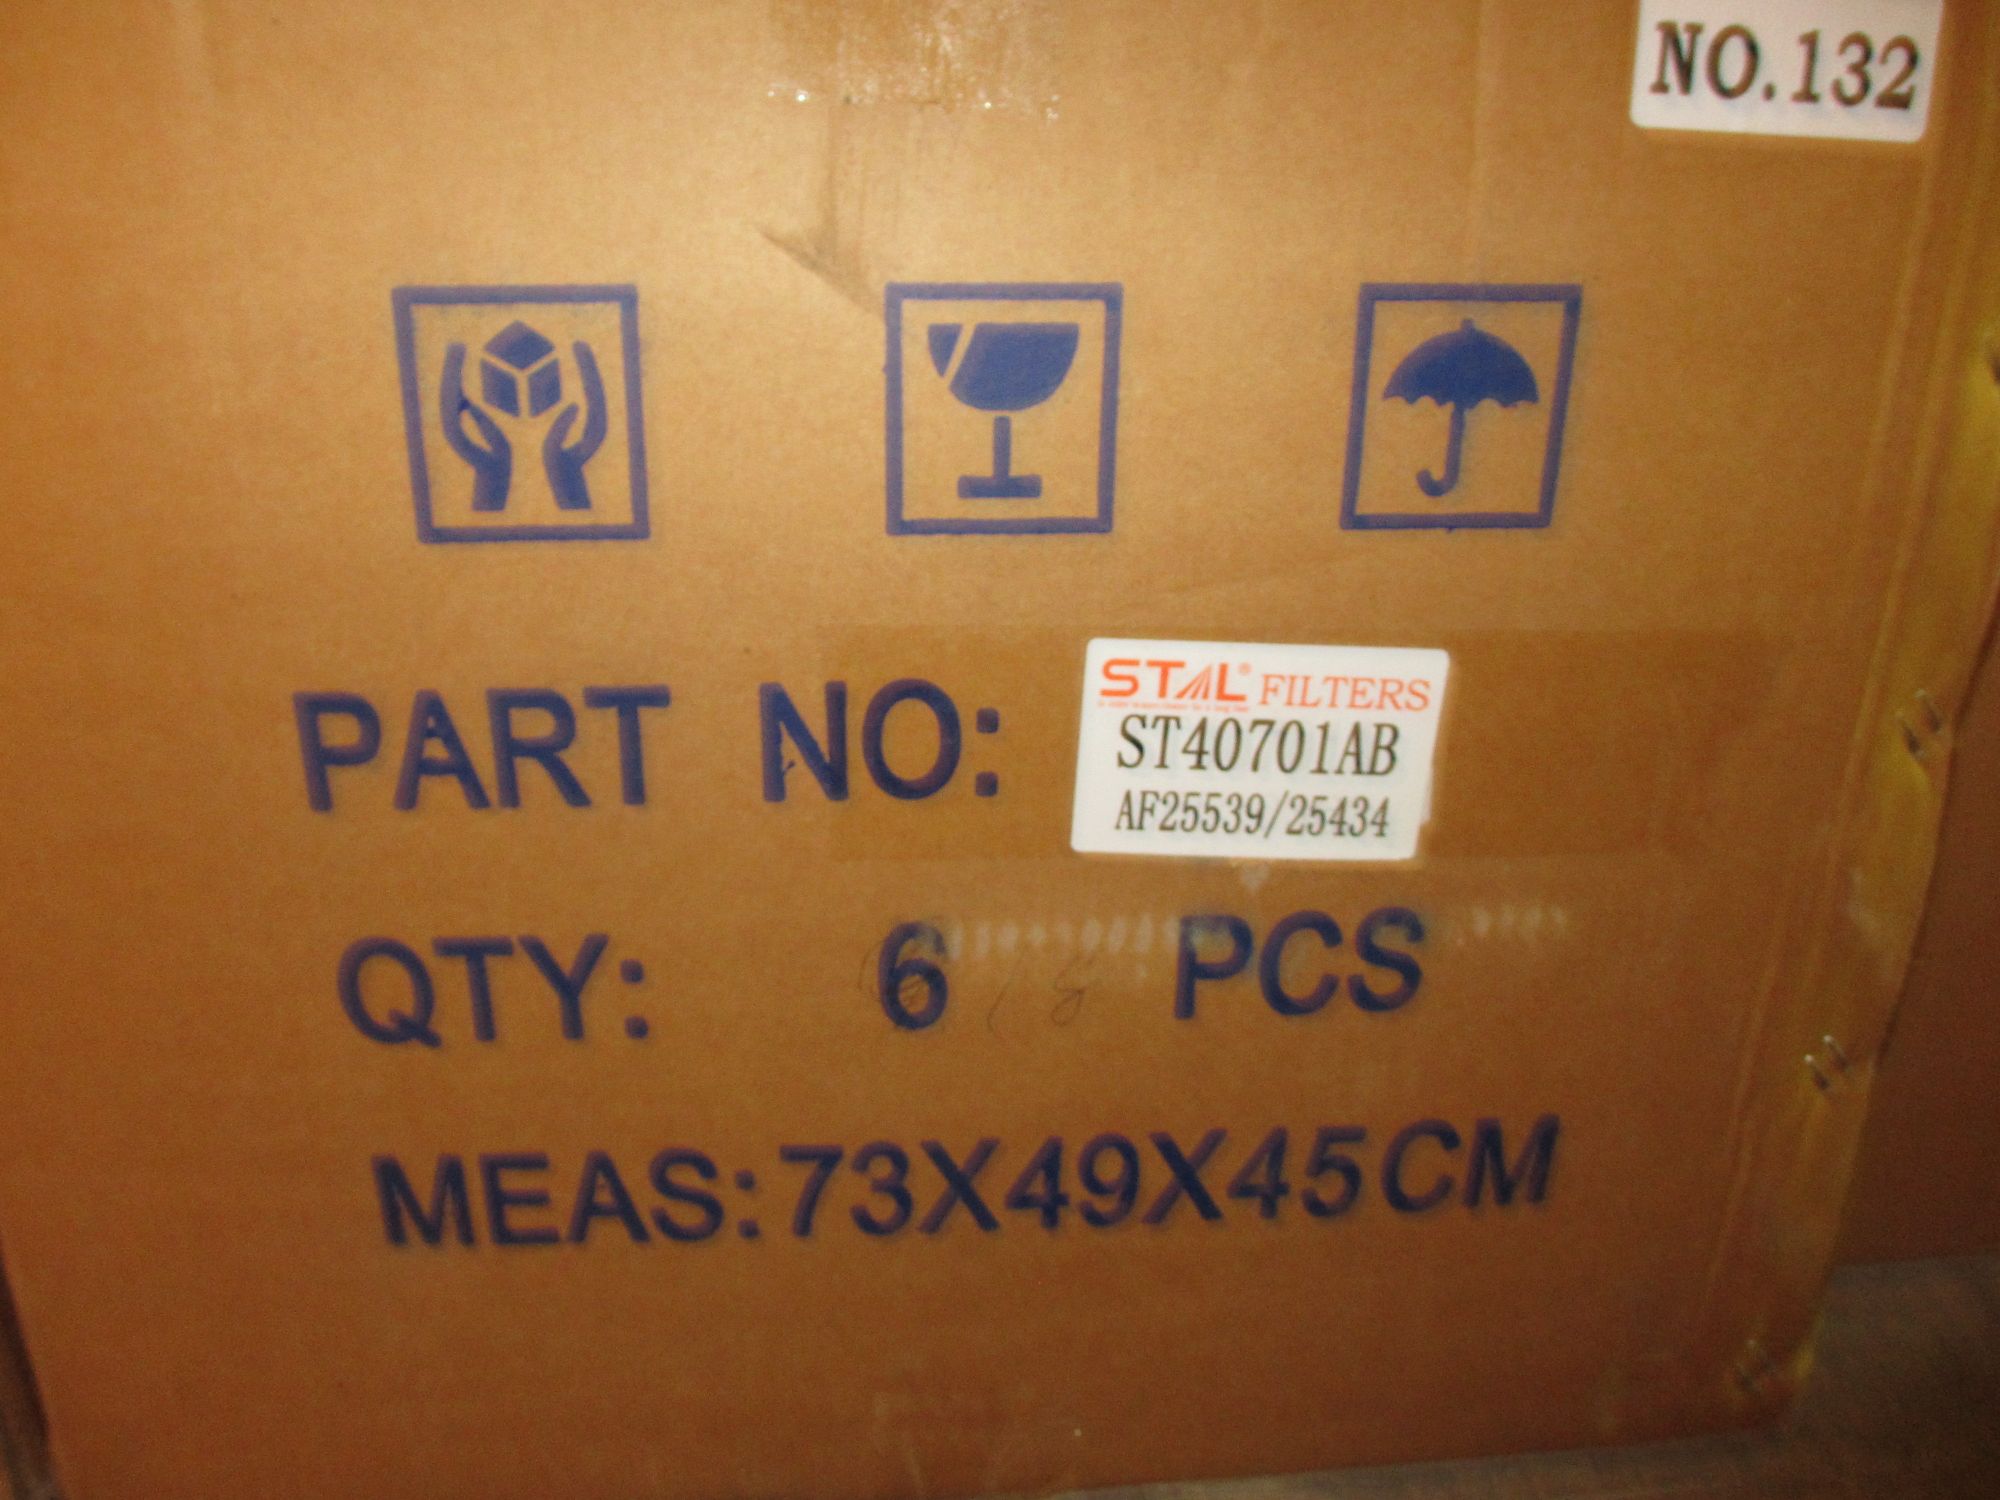 NO.132
PART NO:
STAL® FILTERS
ST40701AB
AF25539/25434
QTY: 6 PCS
MEAS:73X49X45CM